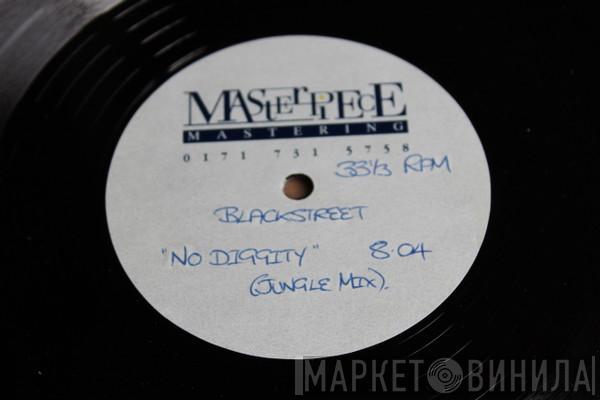 MASTERPIECE
MASTERING
0171 731 5758
33⅓ RPM
BLACKSTREET
"NO DIGGITY" 8.04
(JUNGLE MIX).
МАРКЕТ ВИНИЛА